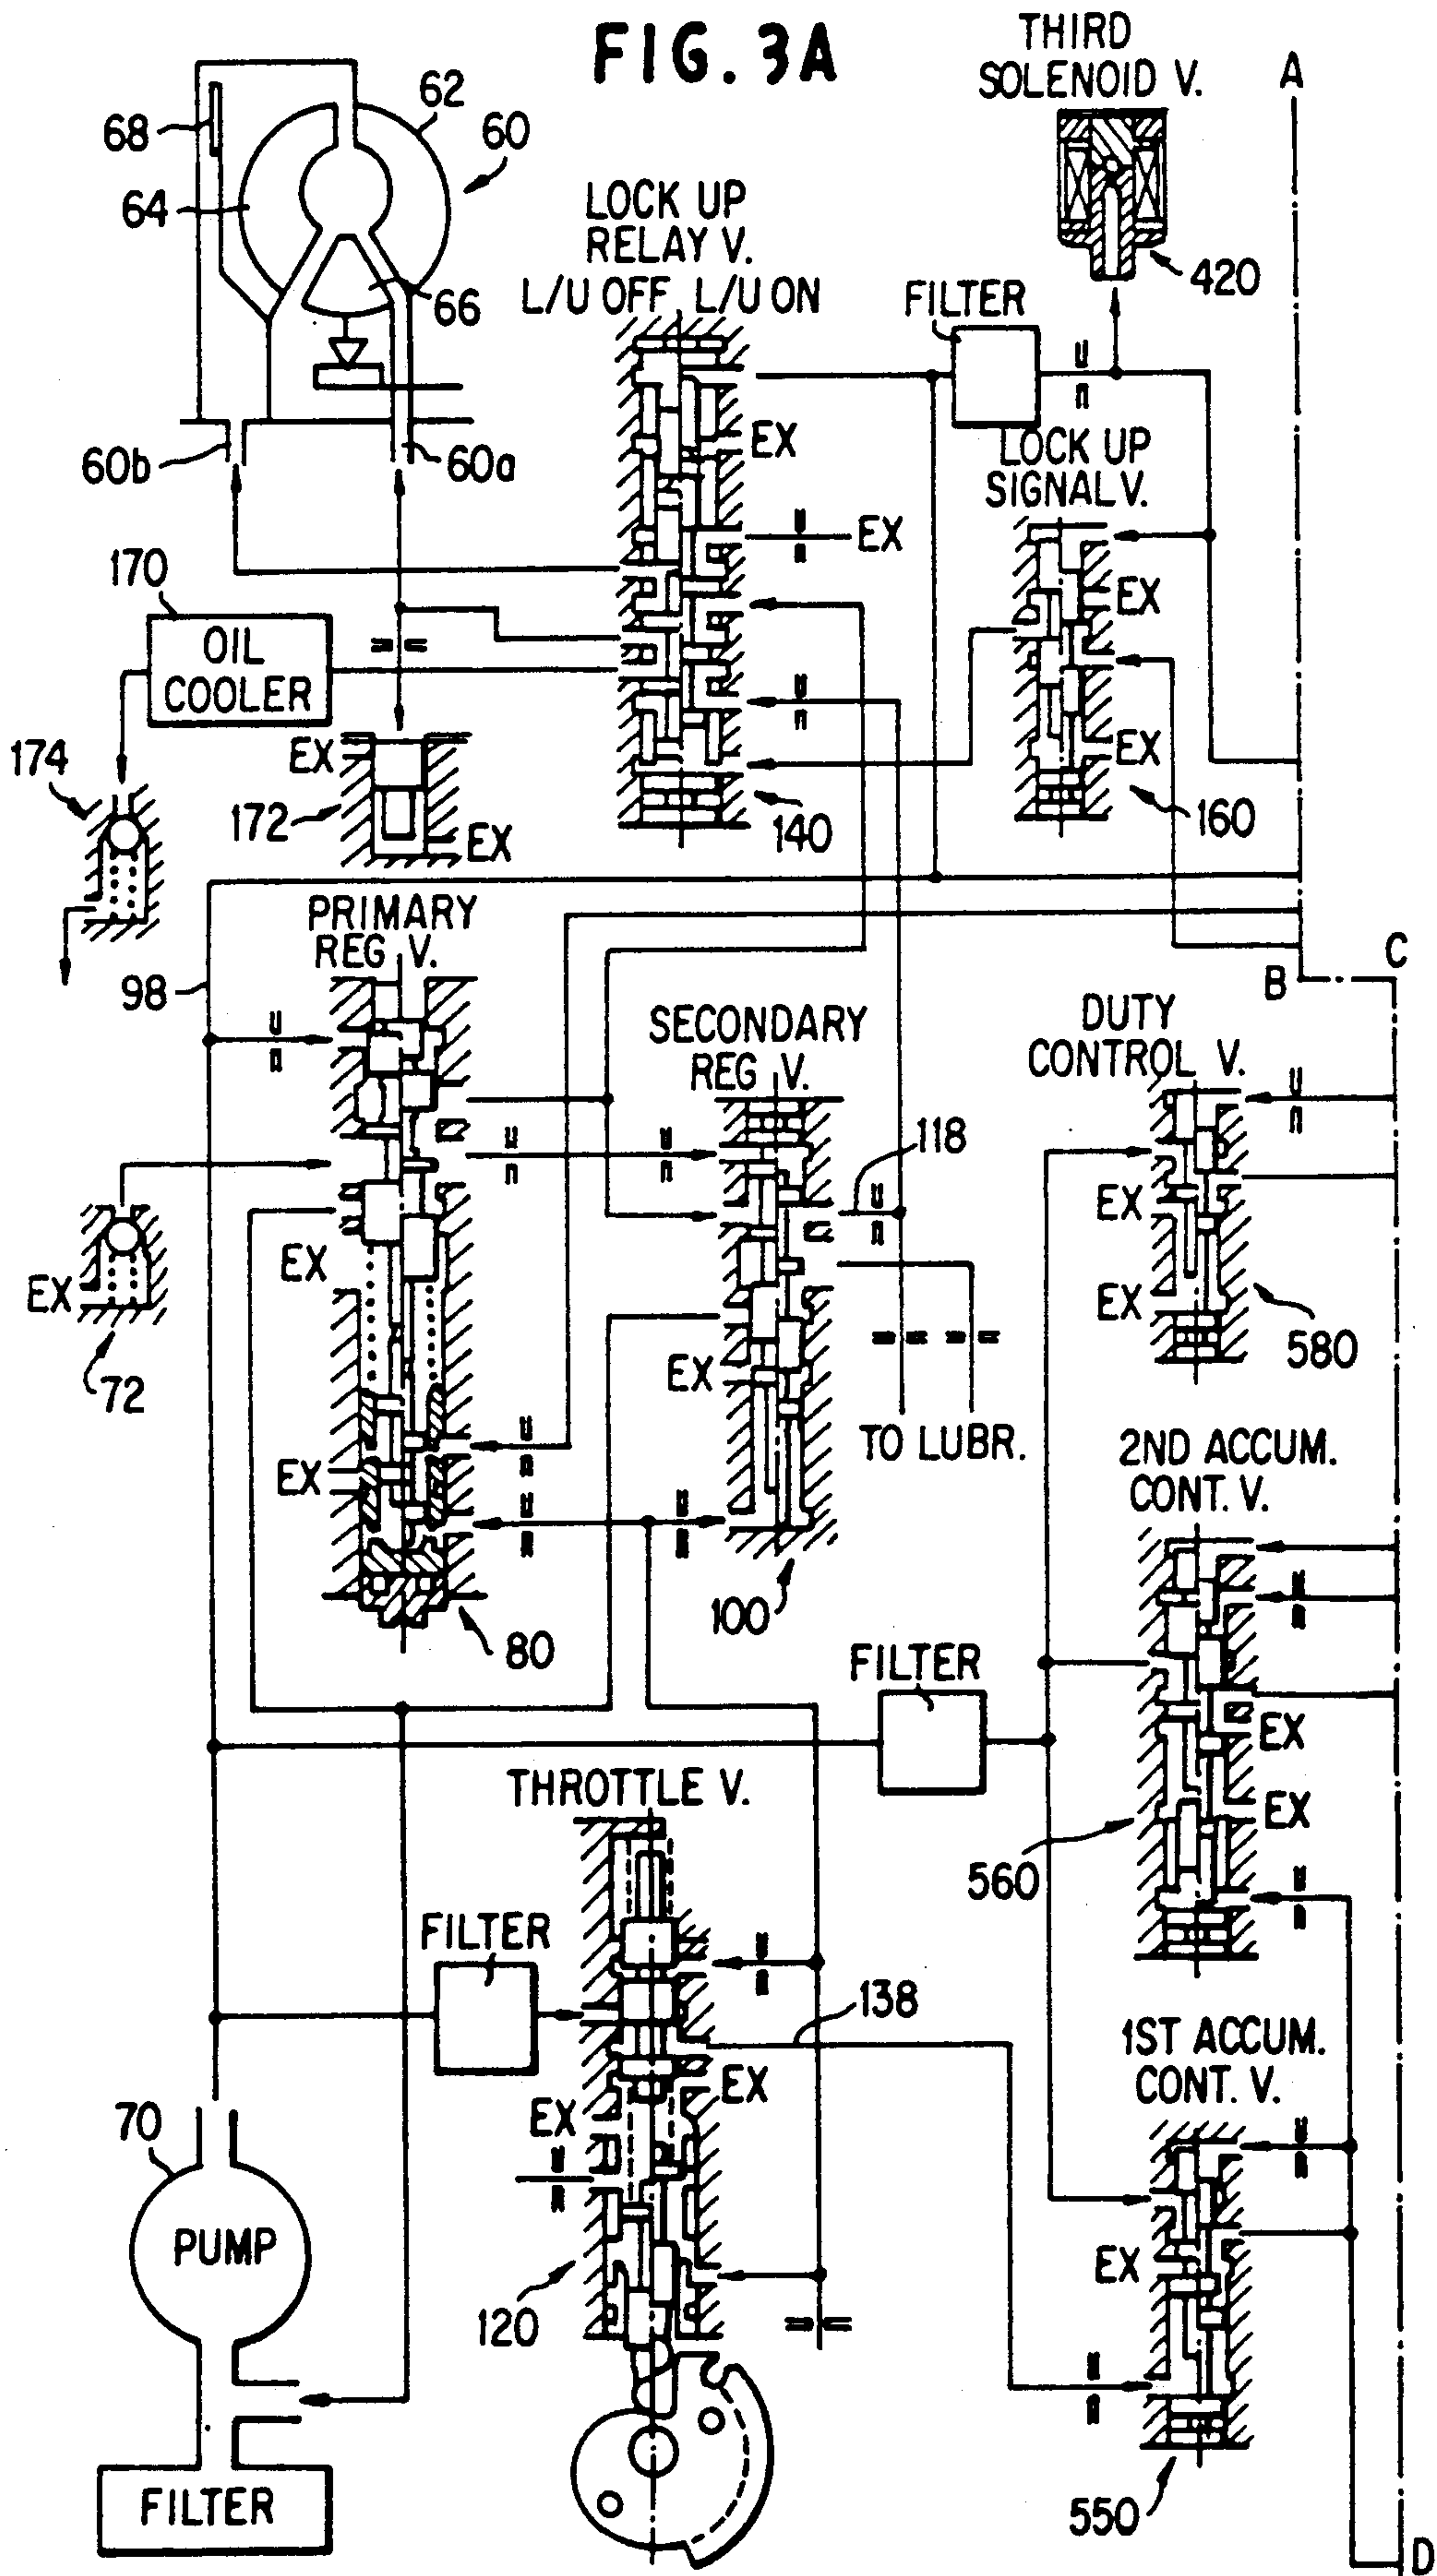 FIG. 3A
THIRD
SOLENOID V.
A
68
62
60
64
66
LOCK UP
RELAY V.
L/U OFF L/U ON
FILTER
420
60b
60a
EX
EX
LOCK UP
SIGNAL V.
EX
EX
170
OIL
COOLER
174
EX
172
EX
140
160
PRIMARY
REG V.
98
SECONDARY
REG V.
B
C
DUTY
CONTROL V.
118
EX
EX
580
EX
EX
72
EX
TO LUBR.
EX
80
100
2ND ACCUM.
CONT. V.
FILTER
EX
EX
560
THROTTLE V.
FILTER
138
EX
EX
1ST ACCUM.
CONT. V.
70
PUMP
120
EX
550
FILTER
D